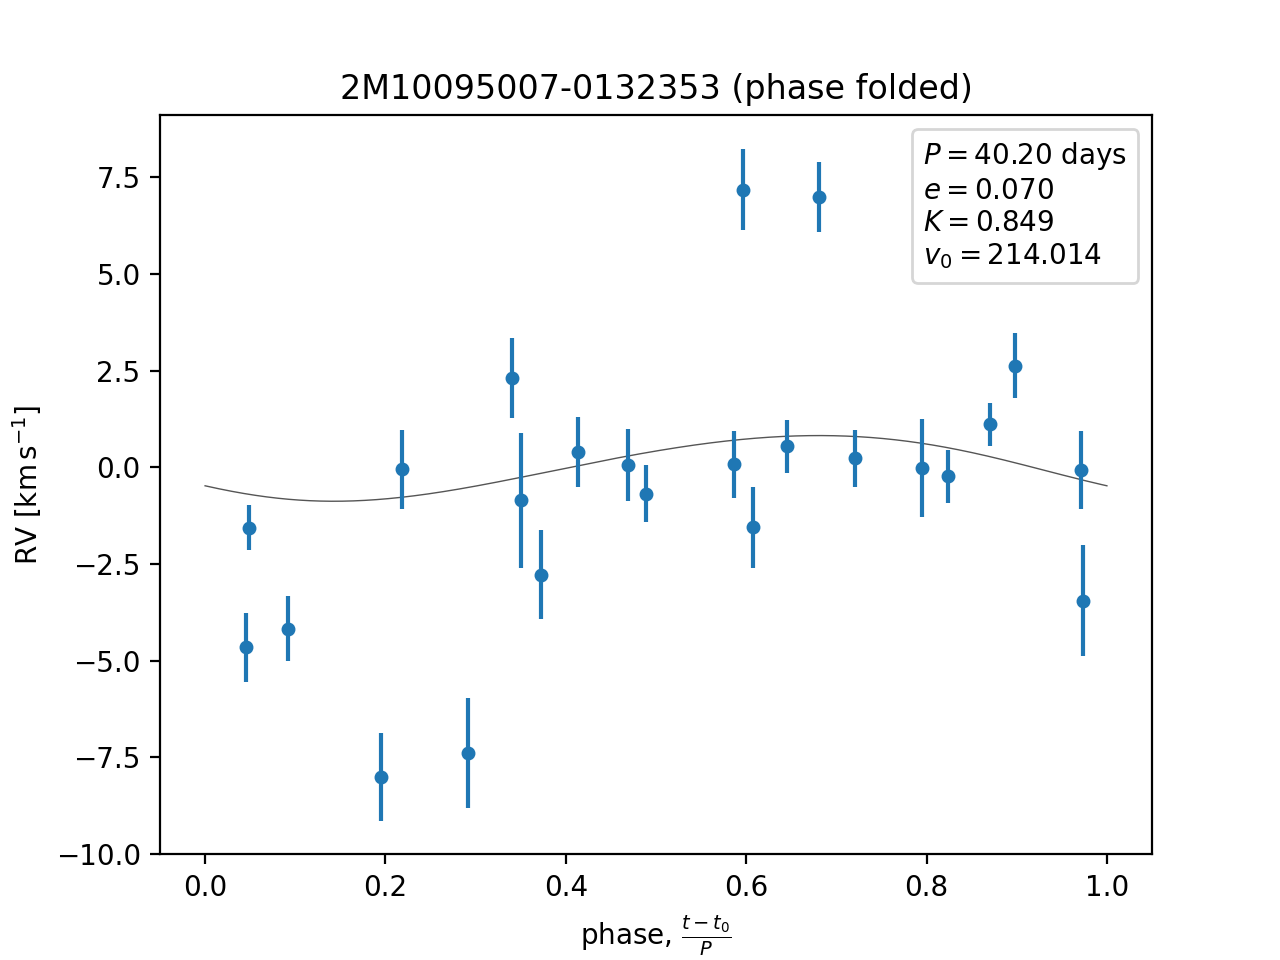 2M10095007-0132353 (phase folded)
P = 40.20 days
e = 0.070
K = 0.849
v₀ = 214.014
RV [km s⁻¹]
7.5
5.0
2.5
0.0
−2.5
−5.0
−7.5
−10.0
0.0 0.2 0.4 0.6 0.8 1.0
phase, (t − t₀)/P